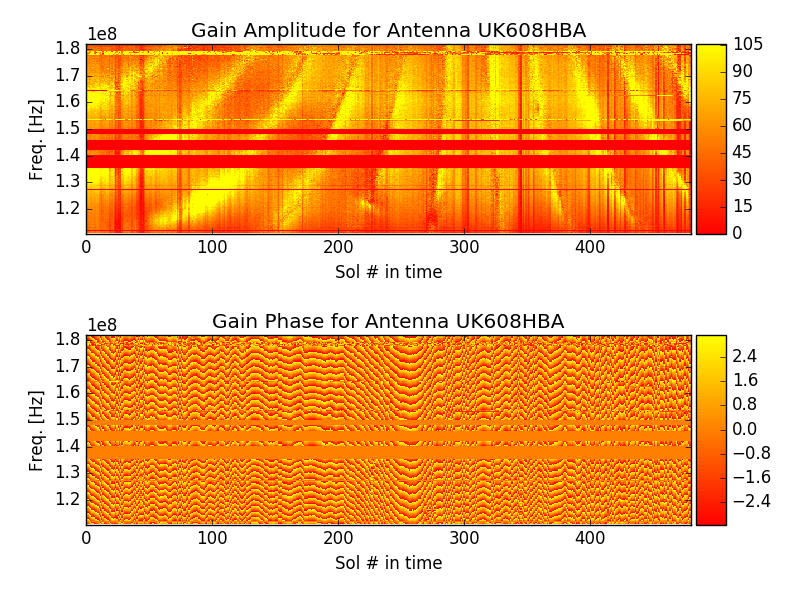 Gain Amplitude for Antenna UK608HBA
1e8
1.8
1.7
1.6
1.5
1.4
1.3
1.2
Freq. [Hz]
0 100 200 300 400
Sol # in time
105
90
75
60
45
30
15
0
Gain Phase for Antenna UK608HBA
1e8
1.8
1.7
1.6
1.5
1.4
1.3
1.2
Freq. [Hz]
0 100 200 300 400
Sol # in time
2.4
1.6
0.8
0.0
−0.8
−1.6
−2.4